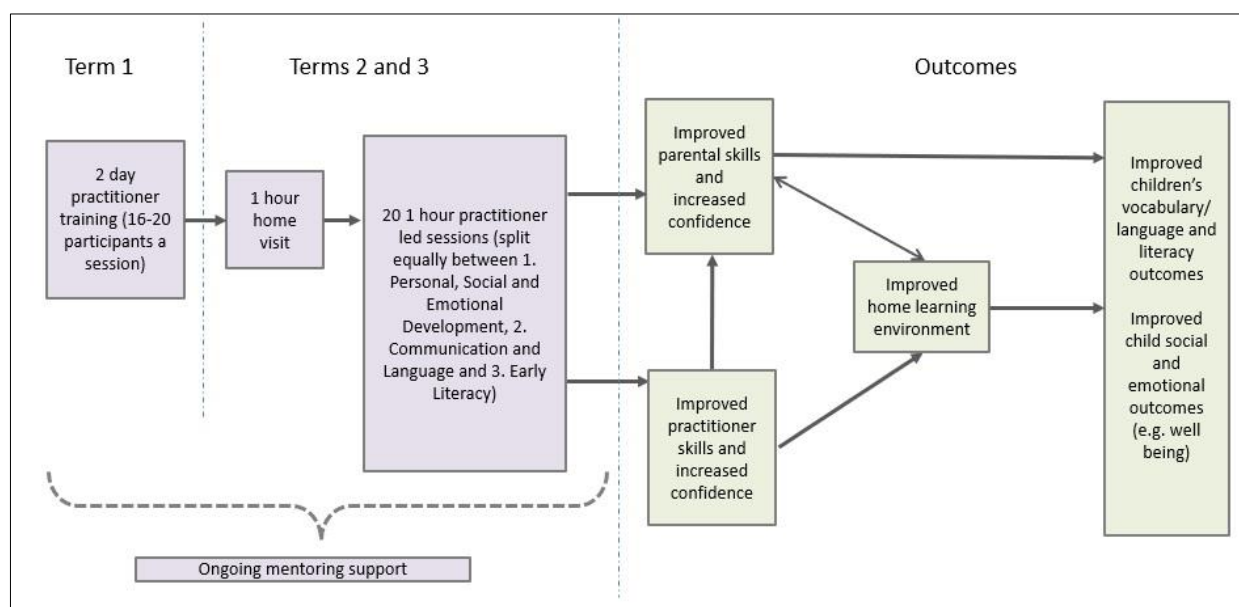 Term 1
Terms 2 and 3
Outcomes
2 day
practitioner
training (16-20
participants a
session)
1 hour
home
visit
20 1 hour practitioner
led sessions (split
equally between 1.
Personal, Social and
Emotional
Development, 2.
Communication and
Language and 3. Early
Literacy)
Improved
parental skills
and
increased
confidence
Improved
home learning
environment
Improved
practitioner
skills and
increased
confidence
Improved
children’s
vocabulary/
language and
literacy
outcomes
Improved
child social
and
emotional
outcomes
(e.g. well
being)
Ongoing mentoring support